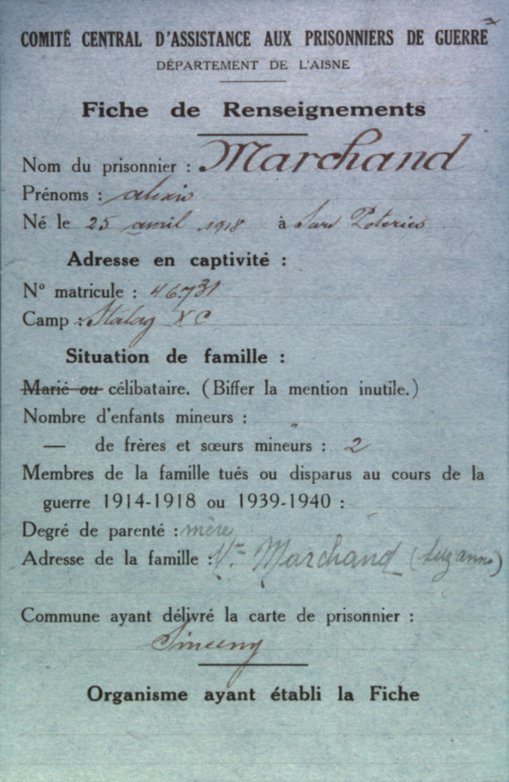 COMITÉ CENTRAL D'ASSISTANCE AUX PRISONNIERS DE GUERRE
DÉPARTEMENT DE L'AISNE
Fiche de Renseignements
Nom du prisonnier : Marchand
Prénoms : alexis
Né le 25 avril 1918 à Sars Poteries
Adresse en captivité :
N° matricule : 46731
Camp : Stalag X C
Situation de famille :
Marié ou célibataire. (Biffer la mention inutile.)
Nombre d'enfants mineurs : "
— de frères et sœurs mineurs : 2
Membres de la famille tués ou disparus au cours de la
guerre 1914-1918 ou 1939-1940 :
Degré de parenté : mère
Adresse de la famille : Vve Marchand (Suzanne)
Commune ayant délivré la carte de prisonnier :
Sinceny
Organisme ayant établi la Fiche